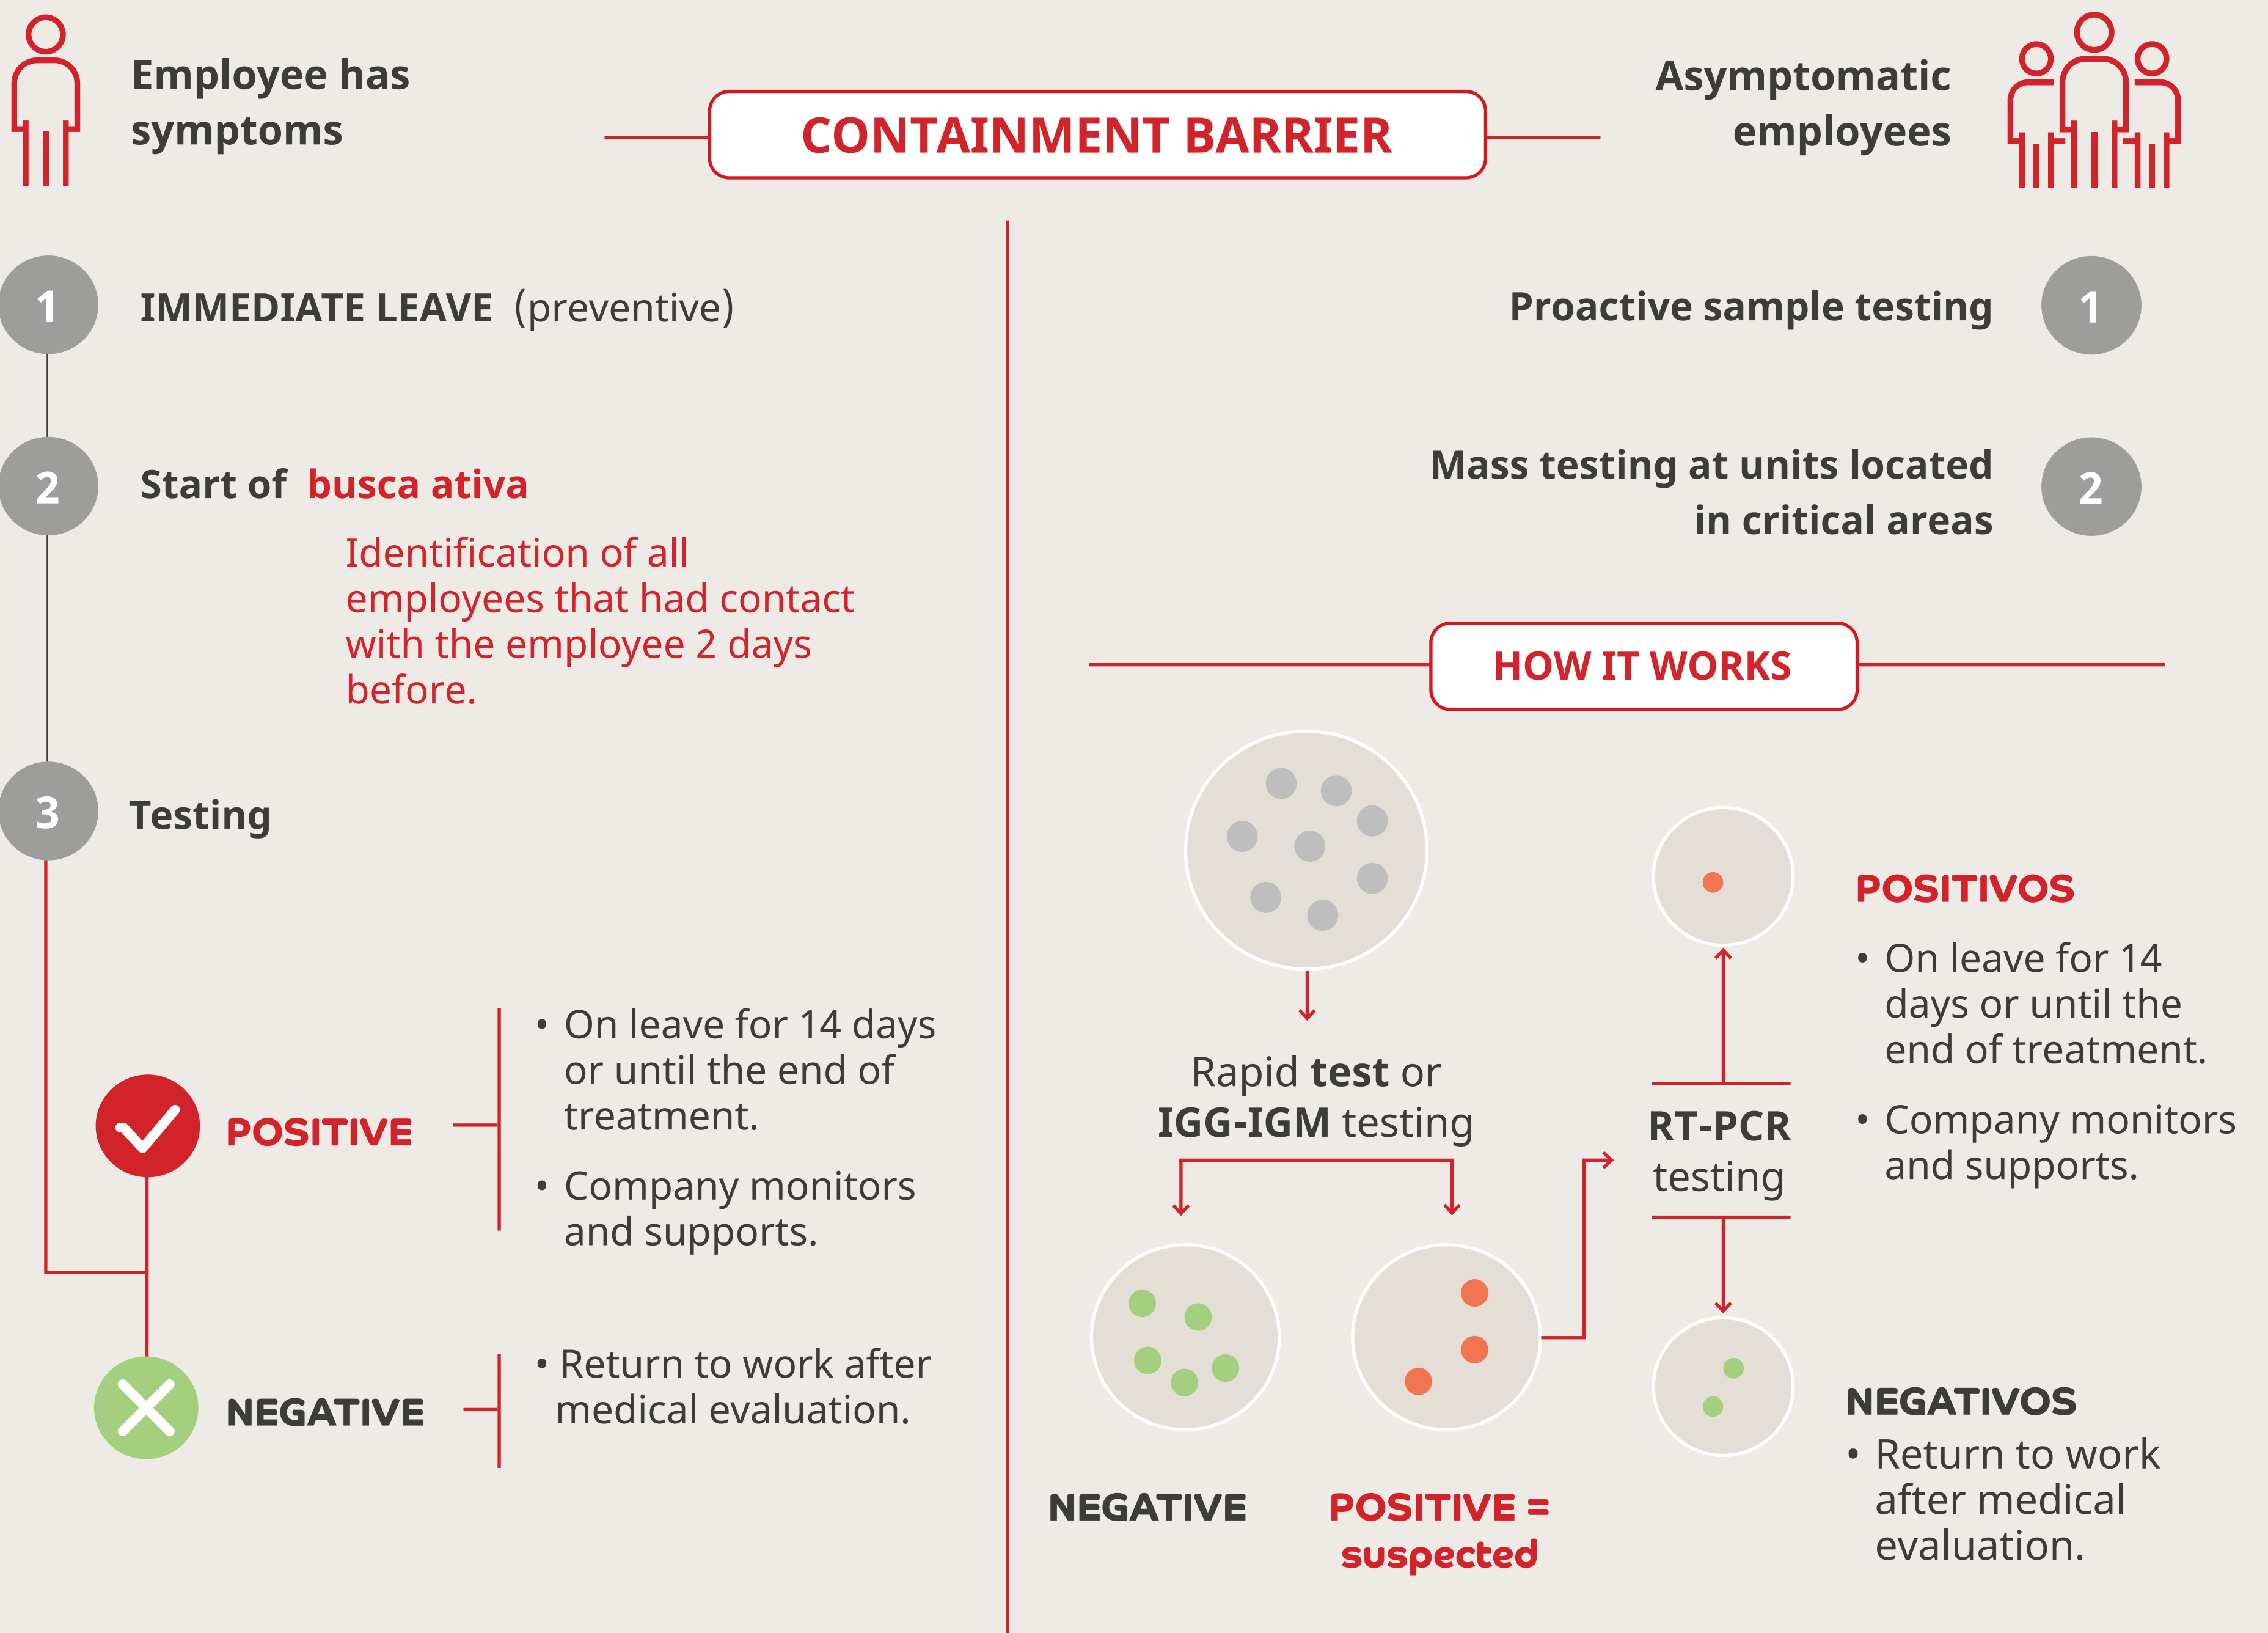 Employee has
symptoms
CONTAINMENT BARRIER
Asymptomatic
employees
1
IMMEDIATE LEAVE (preventive)
2
Start of busca ativa
Identification of all
employees that had contact
with the employee 2 days
before.
3
Testing
POSITIVE
• On leave for 14 days
or until the end of
treatment.
• Company monitors
and supports.
NEGATIVE
• Return to work after
medical evaluation.
Proactive sample testing
1
Mass testing at units located
in critical areas
2
HOW IT WORKS
Rapid test or
IGG-IGM testing
NEGATIVE
POSITIVE =
suspected
RT-PCR
testing
POSITIVOS
• On leave for 14
days or until the
end of treatment.
• Company monitors
and supports.
NEGATIVOS
• Return to work
after medical
evaluation.